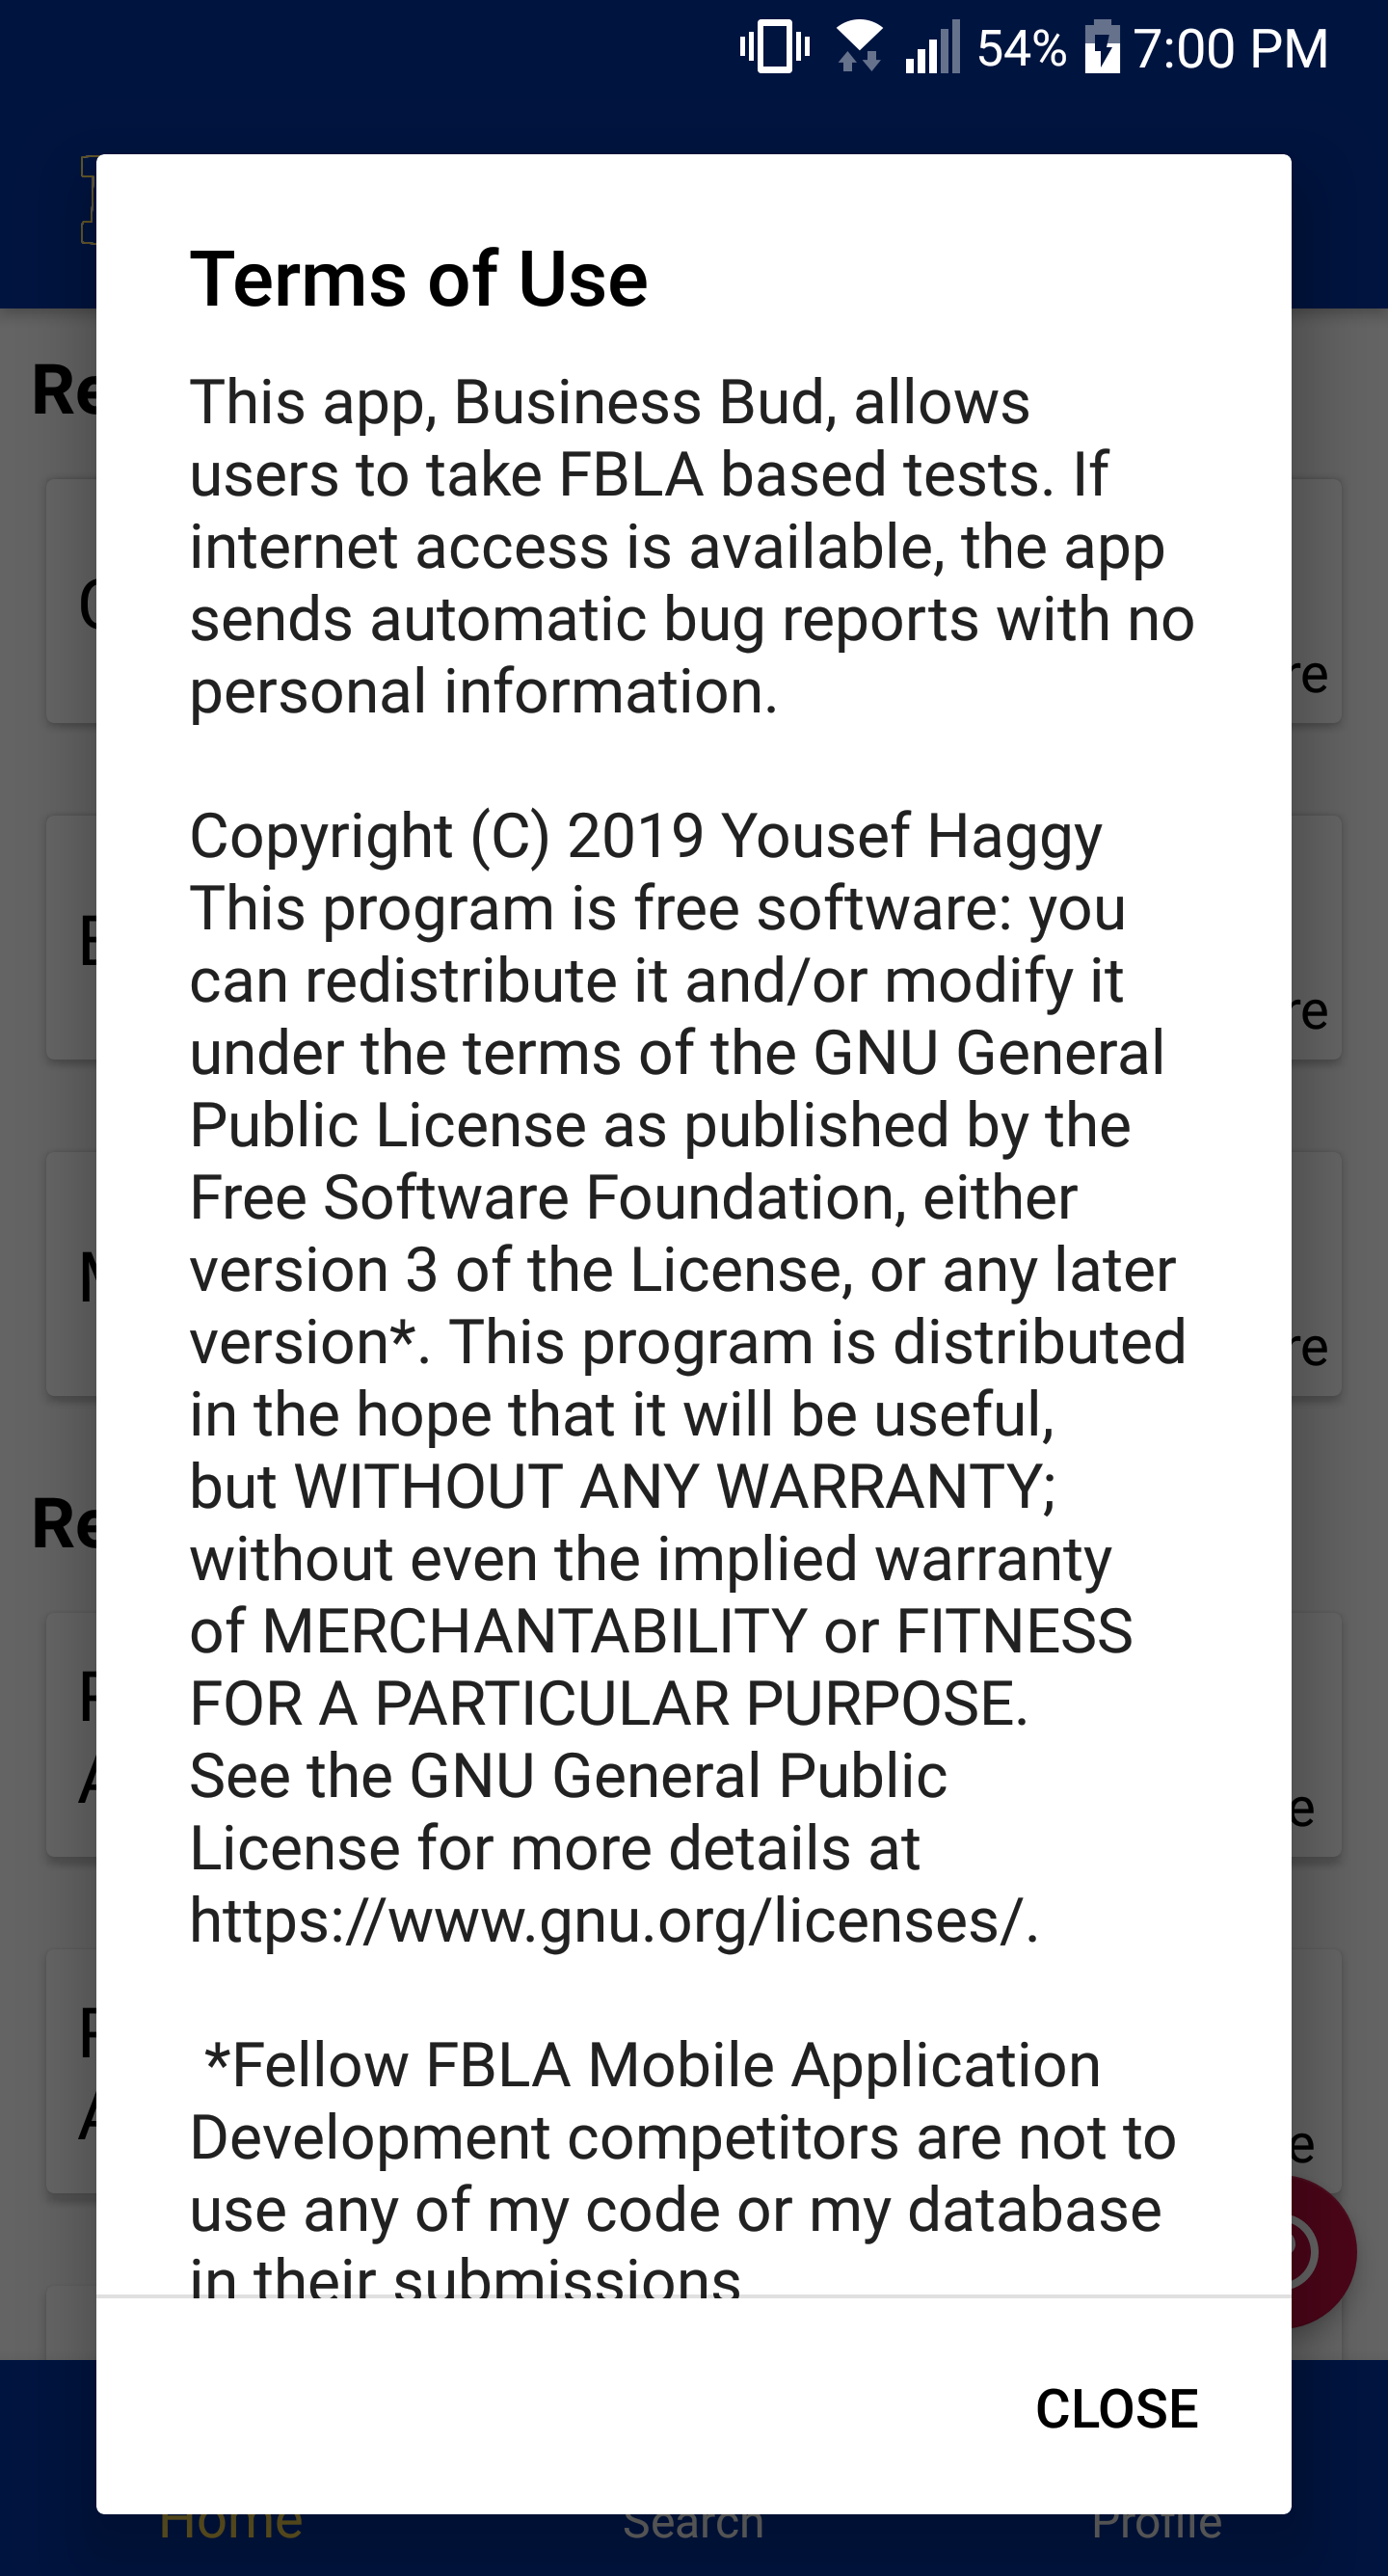 54% 7:00 PM
Terms of Use
This app, Business Bud, allows
users to take FBLA based tests. If
internet access is available, the app
sends automatic bug reports with no
personal information.
Copyright (C) 2019 Yousef Haggy
This program is free software: you
can redistribute it and/or modify it
under the terms of the GNU General
Public License as published by the
Free Software Foundation, either
version 3 of the License, or any later
version*. This program is distributed
in the hope that it will be useful,
but WITHOUT ANY WARRANTY;
without even the implied warranty
of MERCHANTABILITY or FITNESS
FOR A PARTICULAR PURPOSE.
See the GNU General Public
License for more details at
https://www.gnu.org/licenses/.
*Fellow FBLA Mobile Application
Development competitors are not to
use any of my code or my database
in their submissions
CLOSE
Home Search Profile